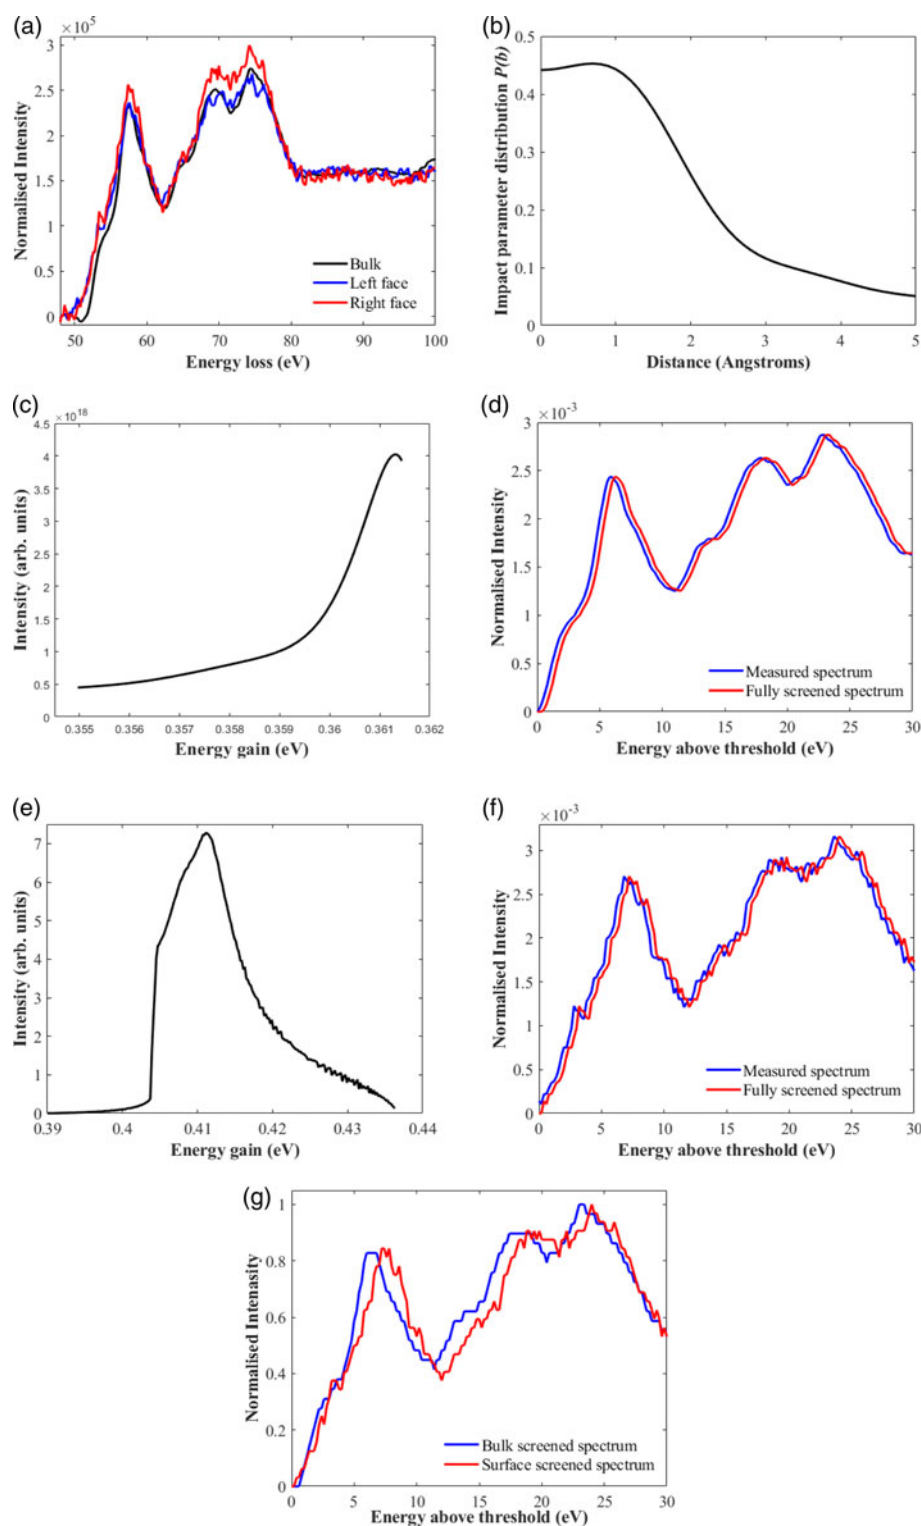 (a)
×10⁵
3
2.5
2
1.5
1
0.5
0
50 60 70 80 90 100
Normalised Intensity
Energy loss (eV)
Bulk
Left face
Right face
(b)
0.5
0.4
0.3
0.2
0.1
0
0 1 2 3 4 5
Impact parameter distribution P(b)
Distance (Angstroms)
(c)
×10¹⁸
4.5
4
3.5
3
2.5
2
1.5
1
0.5
0
0.355 0.356 0.357 0.358 0.359 0.36 0.361 0.362
Intensity (arb. units)
Energy gain (eV)
(d)
×10⁻³
3
2.5
2
1.5
1
0.5
0
0 5 10 15 20 25 30
Normalised Intensity
Energy above threshold (eV)
Measured spectrum
Fully screened spectrum
(e)
7
6
5
4
3
2
1
0
0.39 0.4 0.41 0.42 0.43 0.44
Intensity (arb. units)
Energy gain (eV)
(f)
×10⁻³
3
2.5
2
1.5
1
0.5
0
0 5 10 15 20 25 30
Normalised Intensity
Energy above threshold (eV)
Measured spectrum
Fully screened spectrum
(g)
1
0.8
0.6
0.4
0.2
0
0 5 10 15 20 25 30
Normalised Intenasity
Energy above threshold (eV)
Bulk screened spectrum
Surface screened spectrum